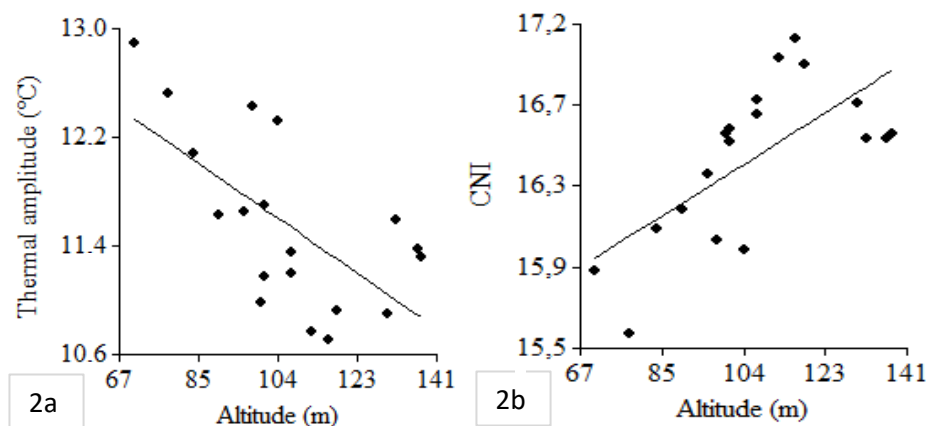 13.0
12.2
11.4
10.6
Thermal amplitude (°C)
67 85 104 123 141
Altitude (m)
2a
17,2
16,7
16,3
15,9
15,5
CNI
67 85 104 123 141
Altitude (m)
2b